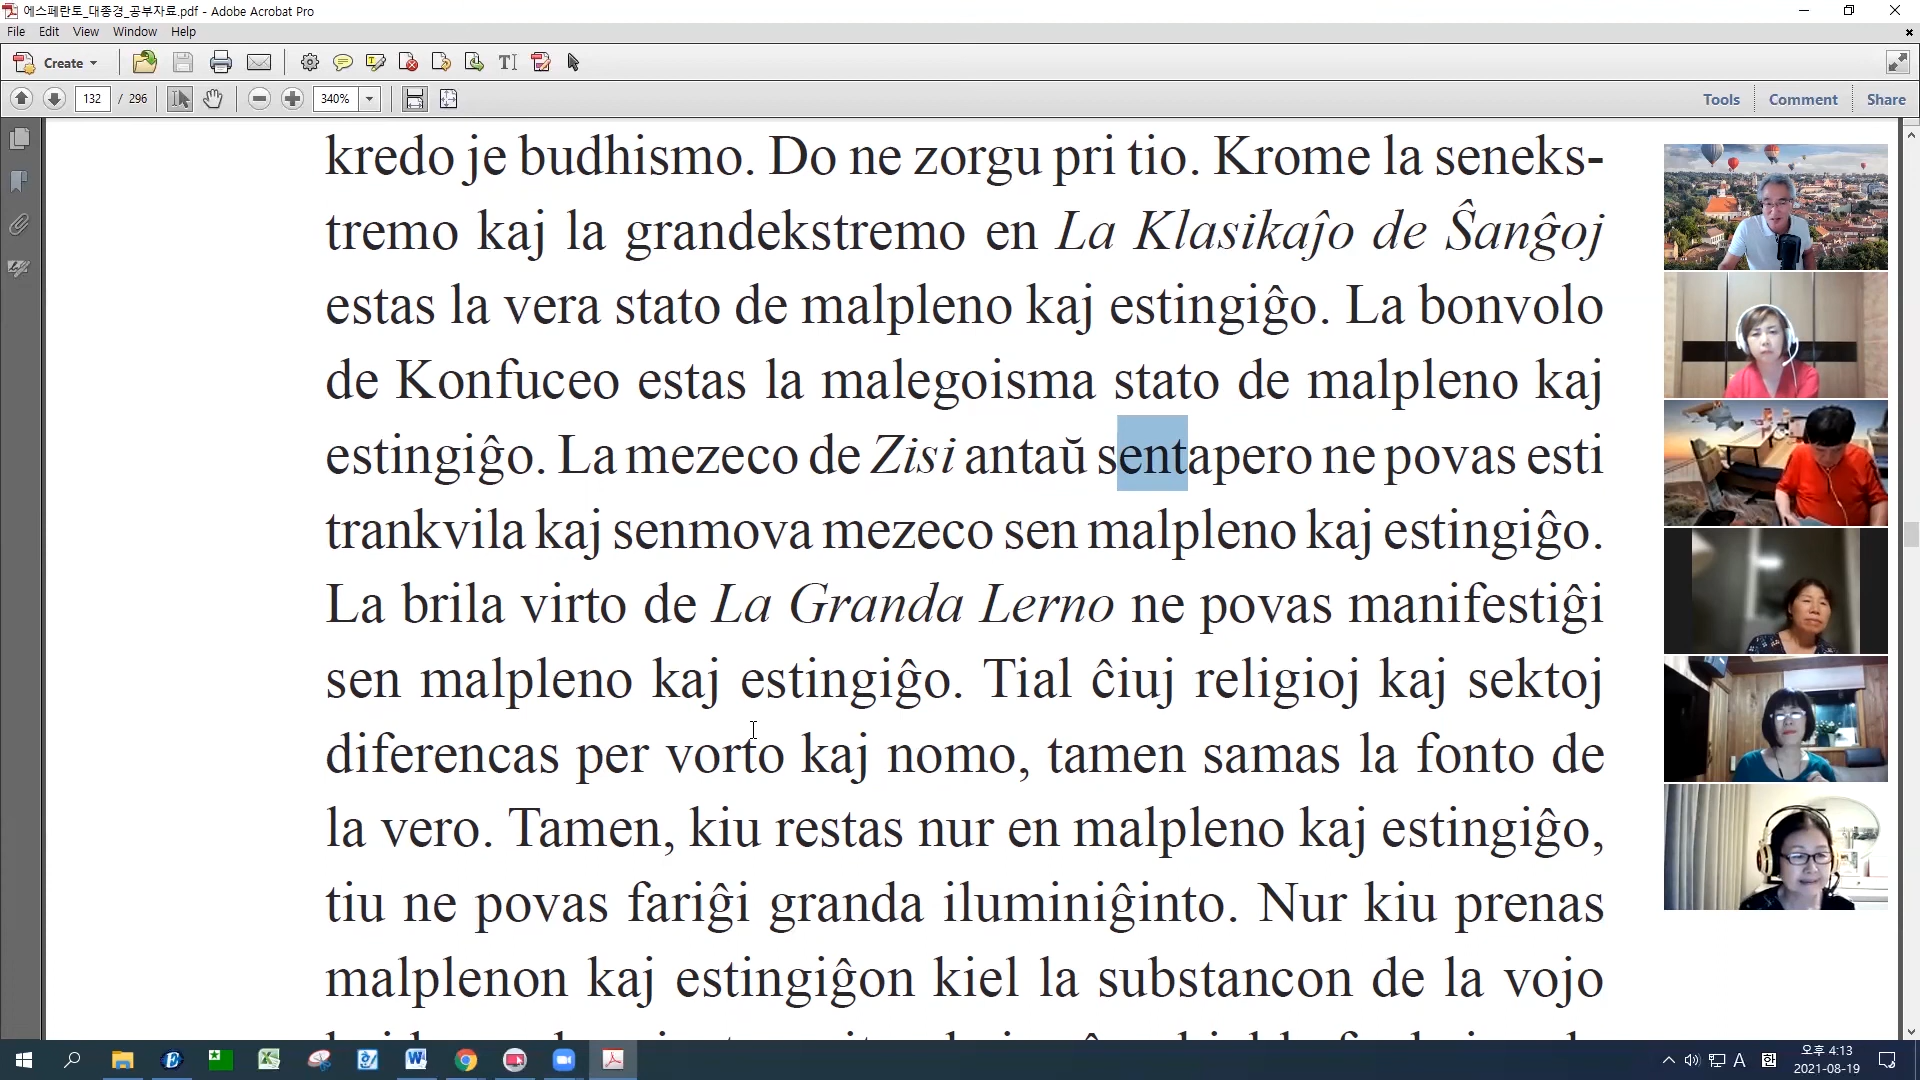 에스페란토_대종경_공부자료.pdf - Adobe Acrobat Pro
File Edit View Window Help
Create
132 / 296 340% Tools Comment Share
kredo je budhismo. Do ne zorgu pri tio. Krome la seneks-
tremo kaj la grandekstremo en La Klasikaĵo de Ŝanĝoj
estas la vera stato de malpleno kaj estingiĝo. La bonvolo
de Konfuceo estas la malegoisma stato de malpleno kaj
estingiĝo. La mezeco de Zisi antaŭ sentapero ne povas esti
trankvila kaj senmova mezeco sen malpleno kaj estingiĝo.
La brila virto de La Granda Lerno ne povas manifestiĝi
sen malpleno kaj estingiĝo. Tial ĉiuj religioj kaj sektoj
diferencas per vorto kaj nomo, tamen samas la fonto de
la vero. Tamen, kiu restas nur en malpleno kaj estingiĝo,
tiu ne povas fariĝi granda iluminiĝinto. Nur kiu prenas
malplenon kaj estingiĝon kiel la substancon de la vojo
A 한 오후 4:13
2021-08-19